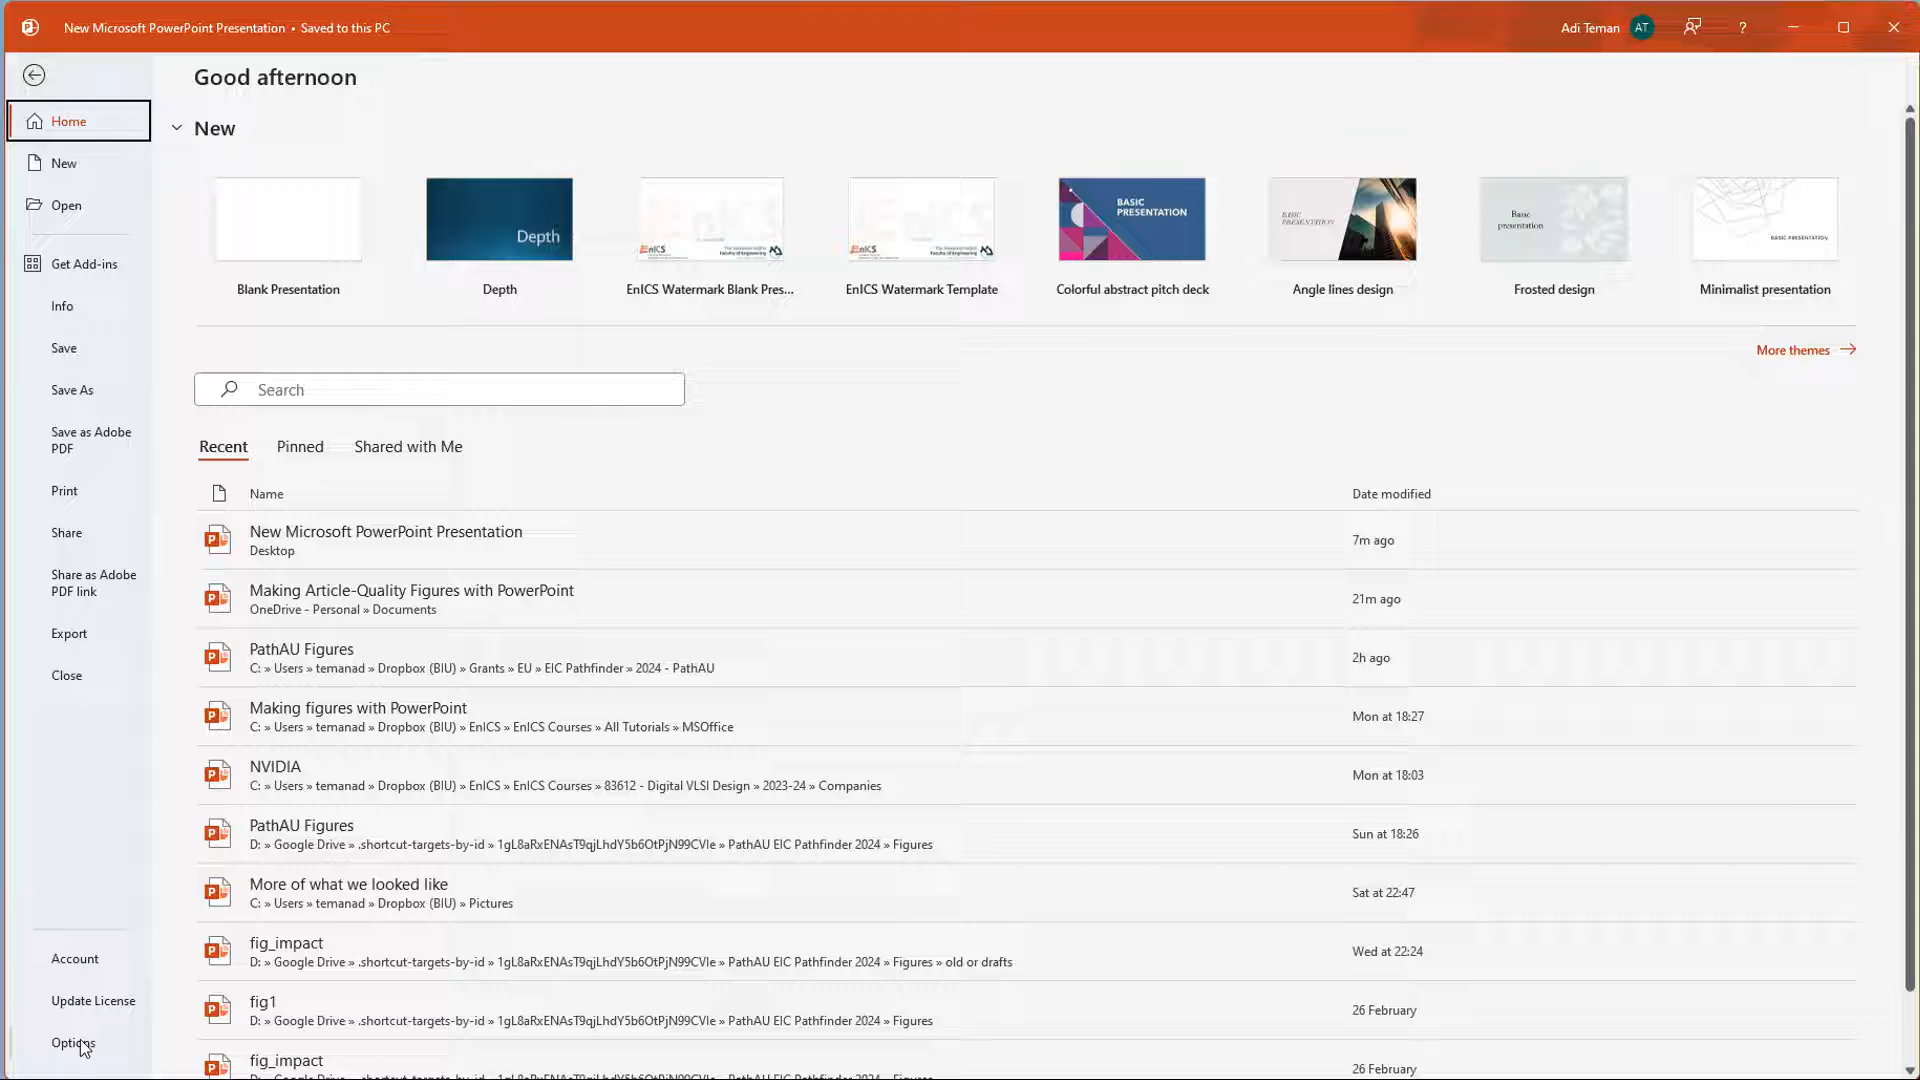 New Microsoft PowerPoint Presentation • Saved to this PC
Adi Teman AT ?
Good afternoon
Home
New
New
Open
Get Add-ins
Info
Save
Save As
Save as Adobe
PDF
Print
Share
Share as Adobe
PDF link
Export
Close
Account
Update License
Options
Depth
EnICS
EnICS
BASIC
PRESENTATION
BASIC
PRESENTATION
Basic
presentation
BASIC PRESENTATION
Blank Presentation
Depth
EnICS Watermark Blank Pres...
EnICS Watermark Template
Colorful abstract pitch deck
Angle lines design
Frosted design
Minimalist presentation
More themes
Search
Recent Pinned Shared with Me
Name Date modified
New Microsoft PowerPoint Presentation
Desktop
7m ago
Making Article-Quality Figures with PowerPoint
OneDrive - Personal » Documents
21m ago
PathAU Figures
C: » Users » temanad » Dropbox (BIU) » Grants » EU » EIC Pathfinder » 2024 - PathAU
2h ago
Making figures with PowerPoint
C: » Users » temanad » Dropbox (BIU) » EnICS » EnICS Courses » All Tutorials » MSOffice
Mon at 18:27
NVIDIA
C: » Users » temanad » Dropbox (BIU) » EnICS » EnICS Courses » 83612 - Digital VLSI Design » 2023-24 » Companies
Mon at 18:03
PathAU Figures
D: » Google Drive » .shortcut-targets-by-id » 1gL8aRxENAsT9qjLhdY5b6OtPjN99CVle » PathAU EIC Pathfinder 2024 » Figures
Sun at 18:26
More of what we looked like
C: » Users » temanad » Dropbox (BIU) » Pictures
Sat at 22:47
fig_impact
D: » Google Drive » .shortcut-targets-by-id » 1gL8aRxENAsT9qjLhdY5b6OtPjN99CVle » PathAU EIC Pathfinder 2024 » Figures » old or drafts
Wed at 22:24
fig1
D: » Google Drive » .shortcut-targets-by-id » 1gL8aRxENAsT9qjLhdY5b6OtPjN99CVle » PathAU EIC Pathfinder 2024 » Figures
26 February
fig_impact
26 February